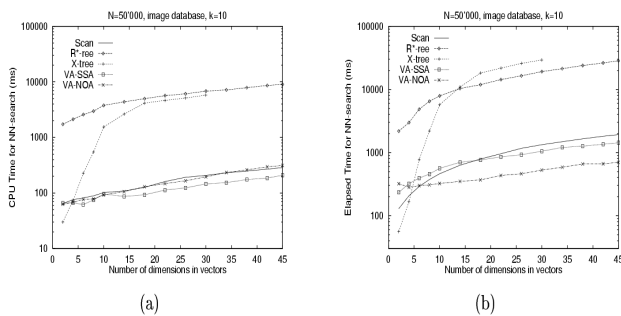 N=50'000, image database, k=10
CPU Time for NN-search (ms)
100000
10000
1000
100
10
Scan
R*-ree
X-tree
VA-SSA
VA-NOA
0 5 10 15 20 25 30 35 40 45
Number of dimensions in vectors
(a)
N=50'000, image database, k=10
Elapsed Time for NN-search (ms)
100000
10000
1000
100
Scan
R*-ree
X-tree
VA-SSA
VA-NOA
0 5 10 15 20 25 30 35 40 45
Number of dimensions in vectors
(b)